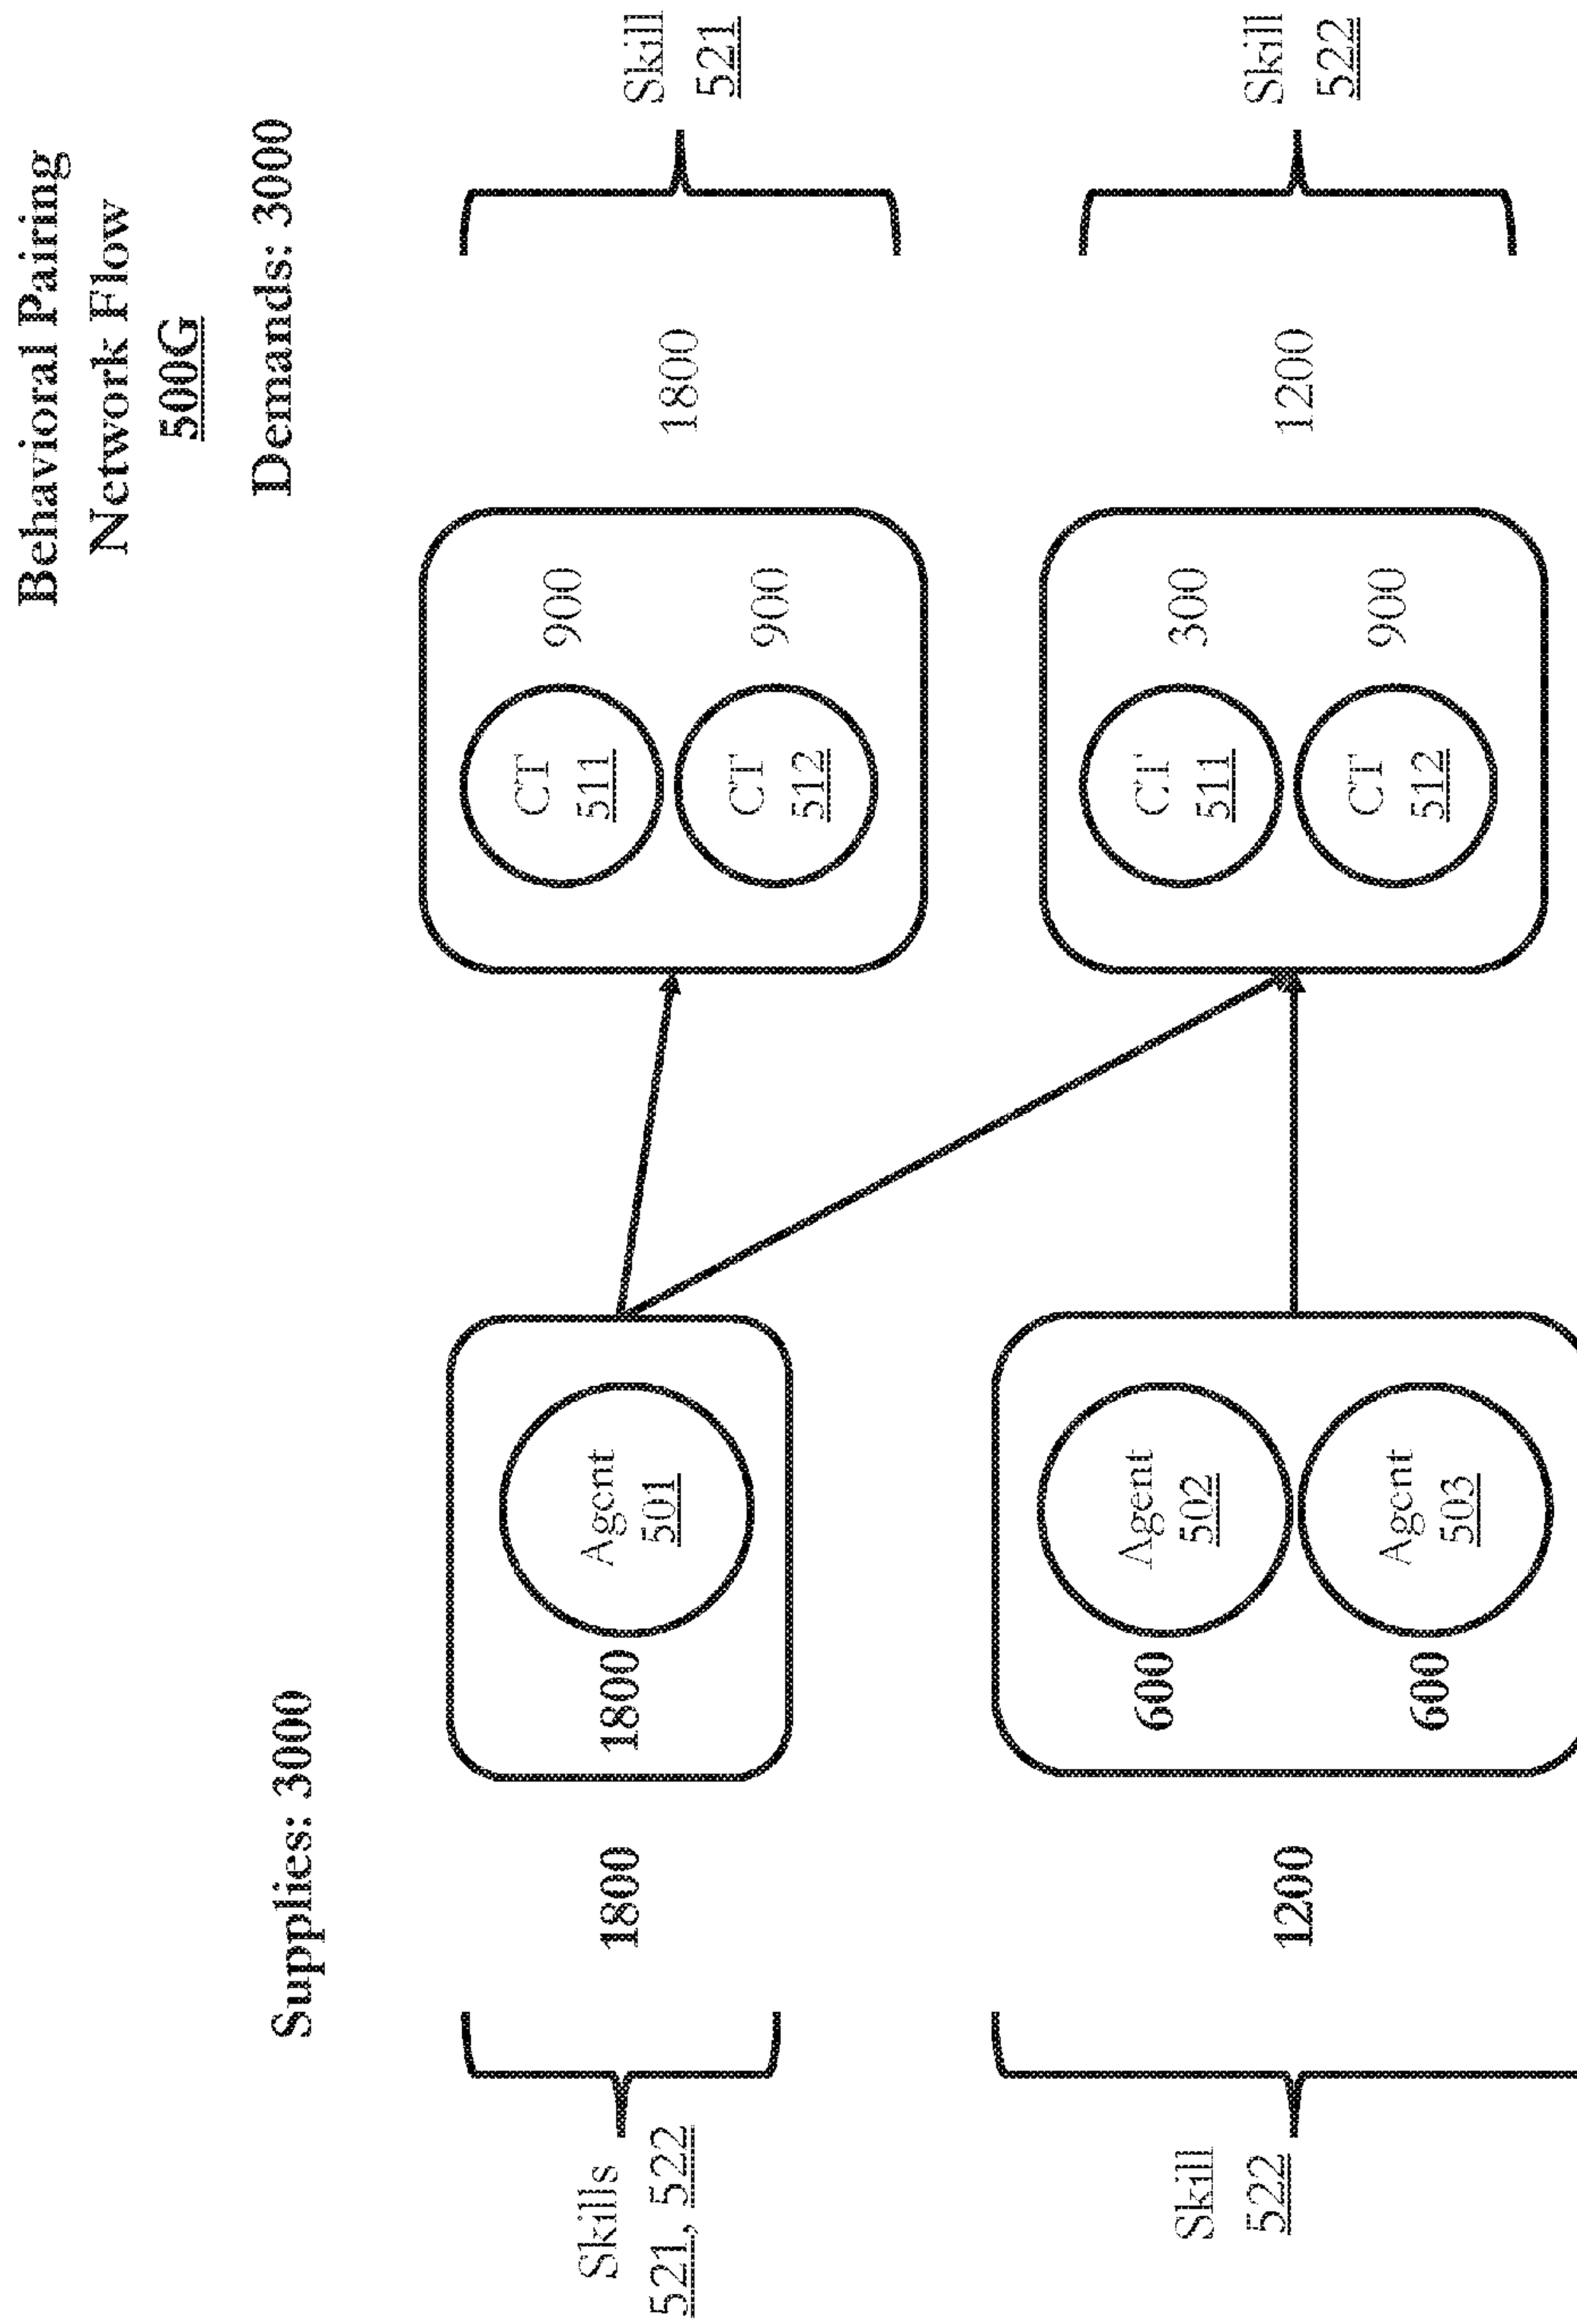 Behavioral Pairing
Network Flow
500G
Supplies: 3000
Demands: 3000
Skills
521, 522
1800
1800
Agent
501
CT
511
900
CT
512
900
1800
Skill
521
Skill
522
1200
600
Agent
502
600
Agent
503
CT
511
300
CT
512
900
1200
Skill
522